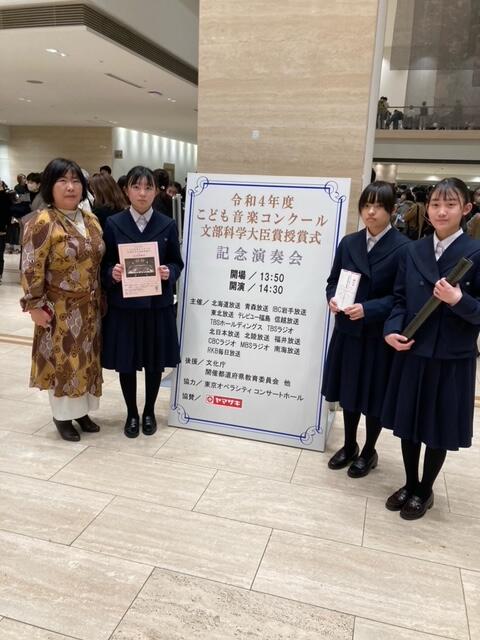 令和4年度
こども音楽コンクール
文部科学大臣賞授賞式
記念演奏会
開場 / 13:50
開演 / 14:30
主催 / 北海道放送 青森放送 IBC岩手放送
東北放送 テレビユー福島 信越放送
TBSホールディングス TBSラジオ
北日本放送 北陸放送 福井放送
CBCラジオ MBSラジオ 南海放送
RKB毎日放送
後援 / 文化庁
開催都道府県教育委員会 他
協力 / 東京オペラシティ コンサートホール
協賛 / ヤマザキ